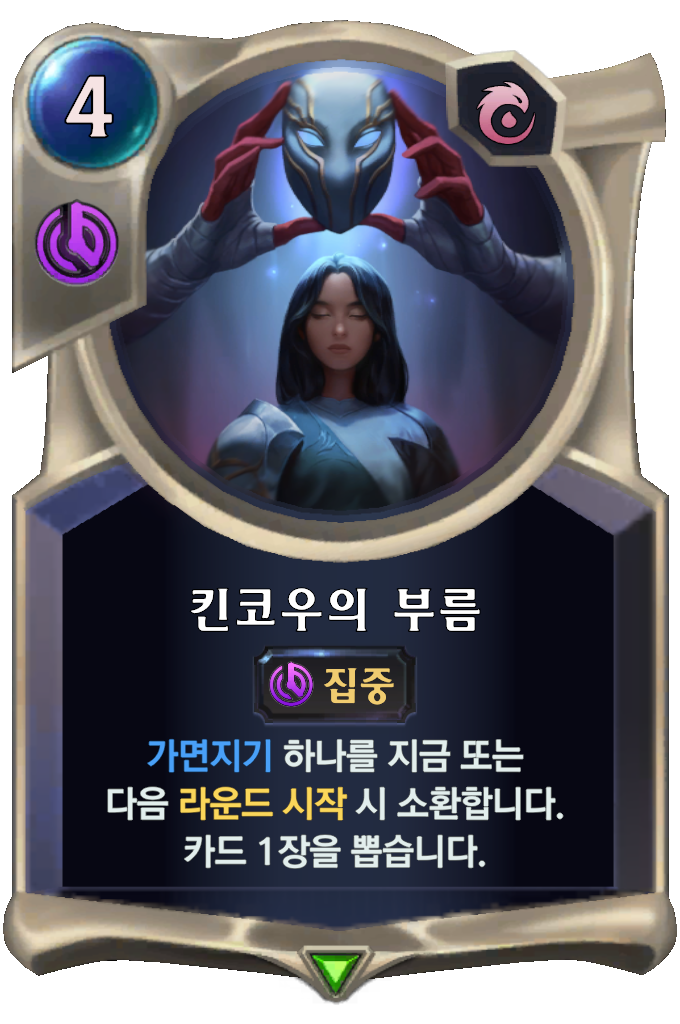 4
킨코우의 부름
집중
가면지기 하나를 지금 또는
다음 라운드 시작 시 소환합니다.
카드 1장을 뽑습니다.